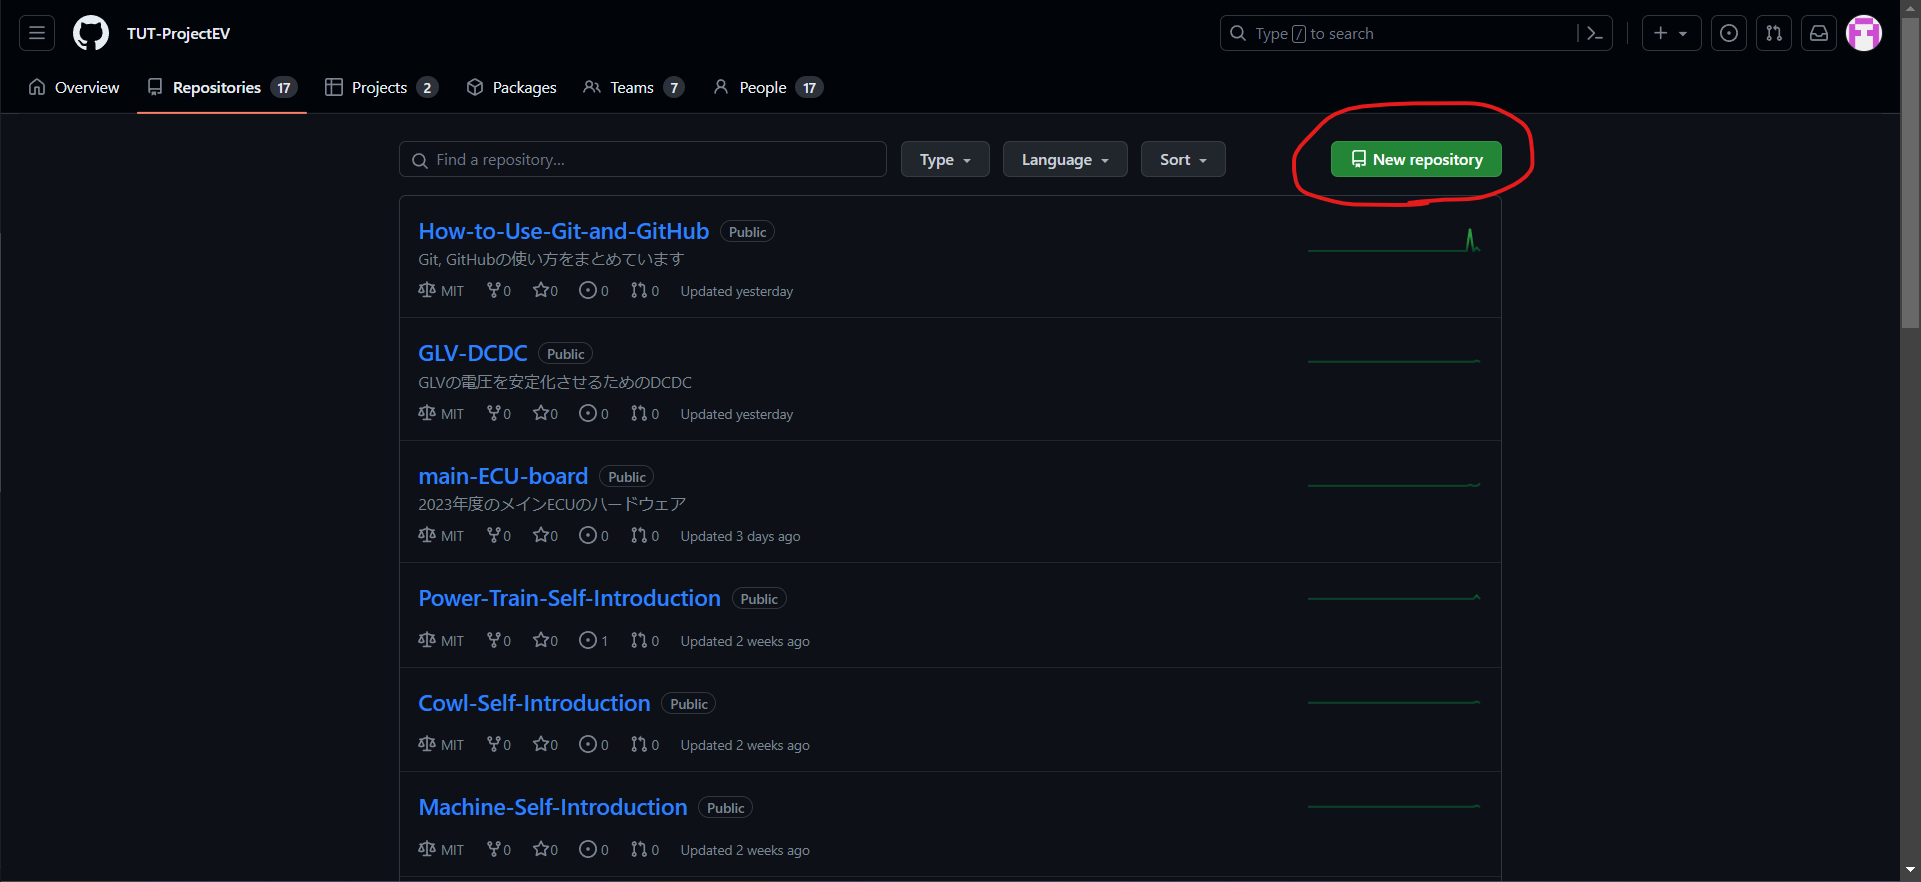 TUT-ProjectEV
Type / to search
Overview
Repositories 17
Projects 2
Packages
Teams 7
People 17
Find a repository...
Type
Language
Sort
New repository
How-to-Use-Git-and-GitHub Public
Git, GitHubの使い方をまとめています
MIT 0 0 0 0 Updated yesterday
GLV-DCDC Public
GLVの電圧を安定化させるためのDCDC
MIT 0 0 0 0 Updated yesterday
main-ECU-board Public
2023年度のメインECUのハードウェア
MIT 0 0 0 0 Updated 3 days ago
Power-Train-Self-Introduction Public
MIT 0 0 1 0 Updated 2 weeks ago
Cowl-Self-Introduction Public
MIT 0 0 0 0 Updated 2 weeks ago
Machine-Self-Introduction Public
MIT 0 0 0 0 Updated 2 weeks ago